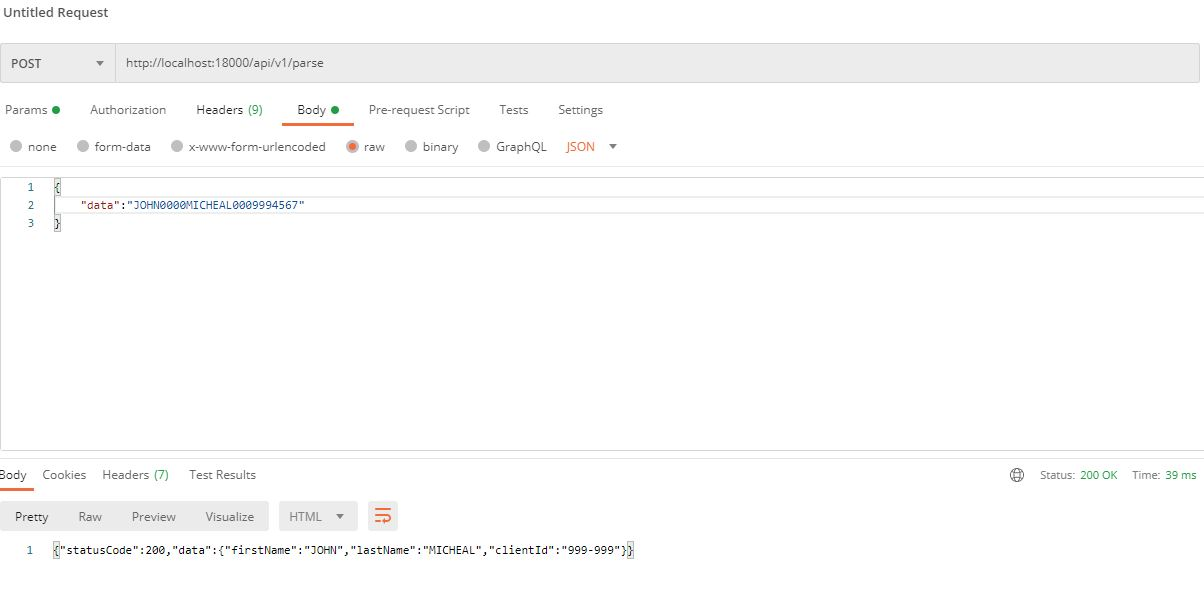 Untitled Request
POST http://localhost:18000/api/v1/parse
Params Authorization Headers (9) Body Pre-request Script Tests Settings
none form-data x-www-form-urlencoded raw binary GraphQL JSON
1 {
2 "data":"JOHN0000MICHEAL0009994567"
3 }
Body Cookies Headers (7) Test Results Status: 200 OK Time: 39 ms
Pretty Raw Preview Visualize HTML
1 {"statusCode":200,"data":{"firstName":"JOHN","lastName":"MICHEAL","clientId":"999-999"}}